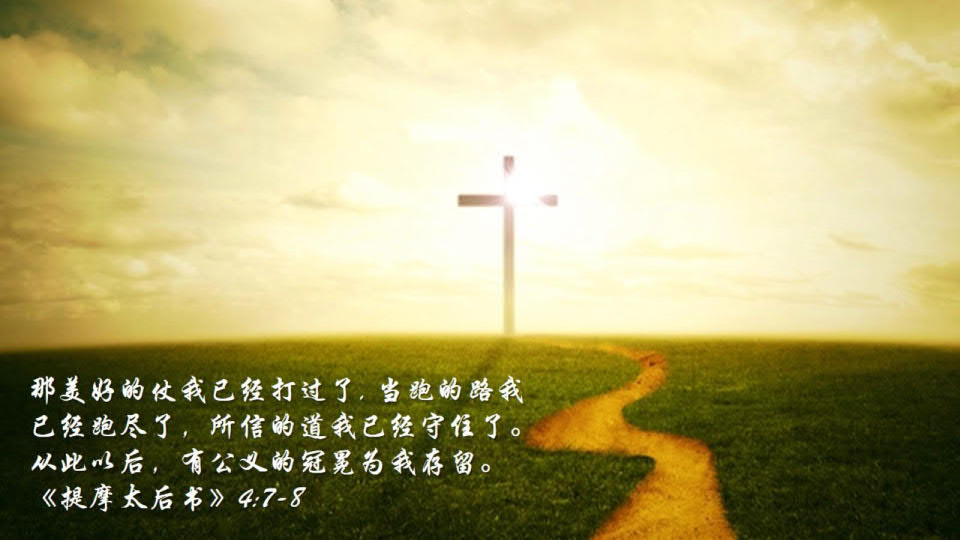 那美好的仗我已经打过了,当跑的路我
已经跑尽了，所信的道我已经守住了。
从此以后，有公义的冠冕为我存留。
《提摩太后书》4:7-8